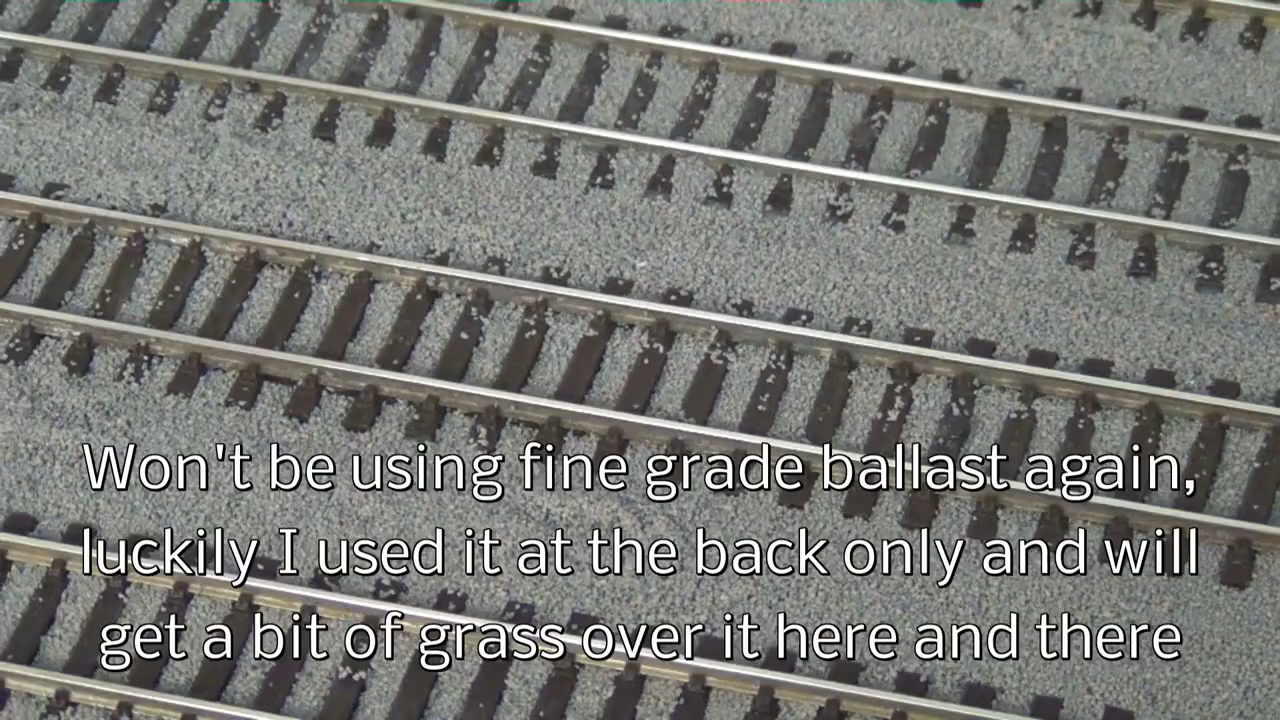 Won't be using fine grade ballast again,
luckily I used it at the back only and will
get a bit of grass over it here and there